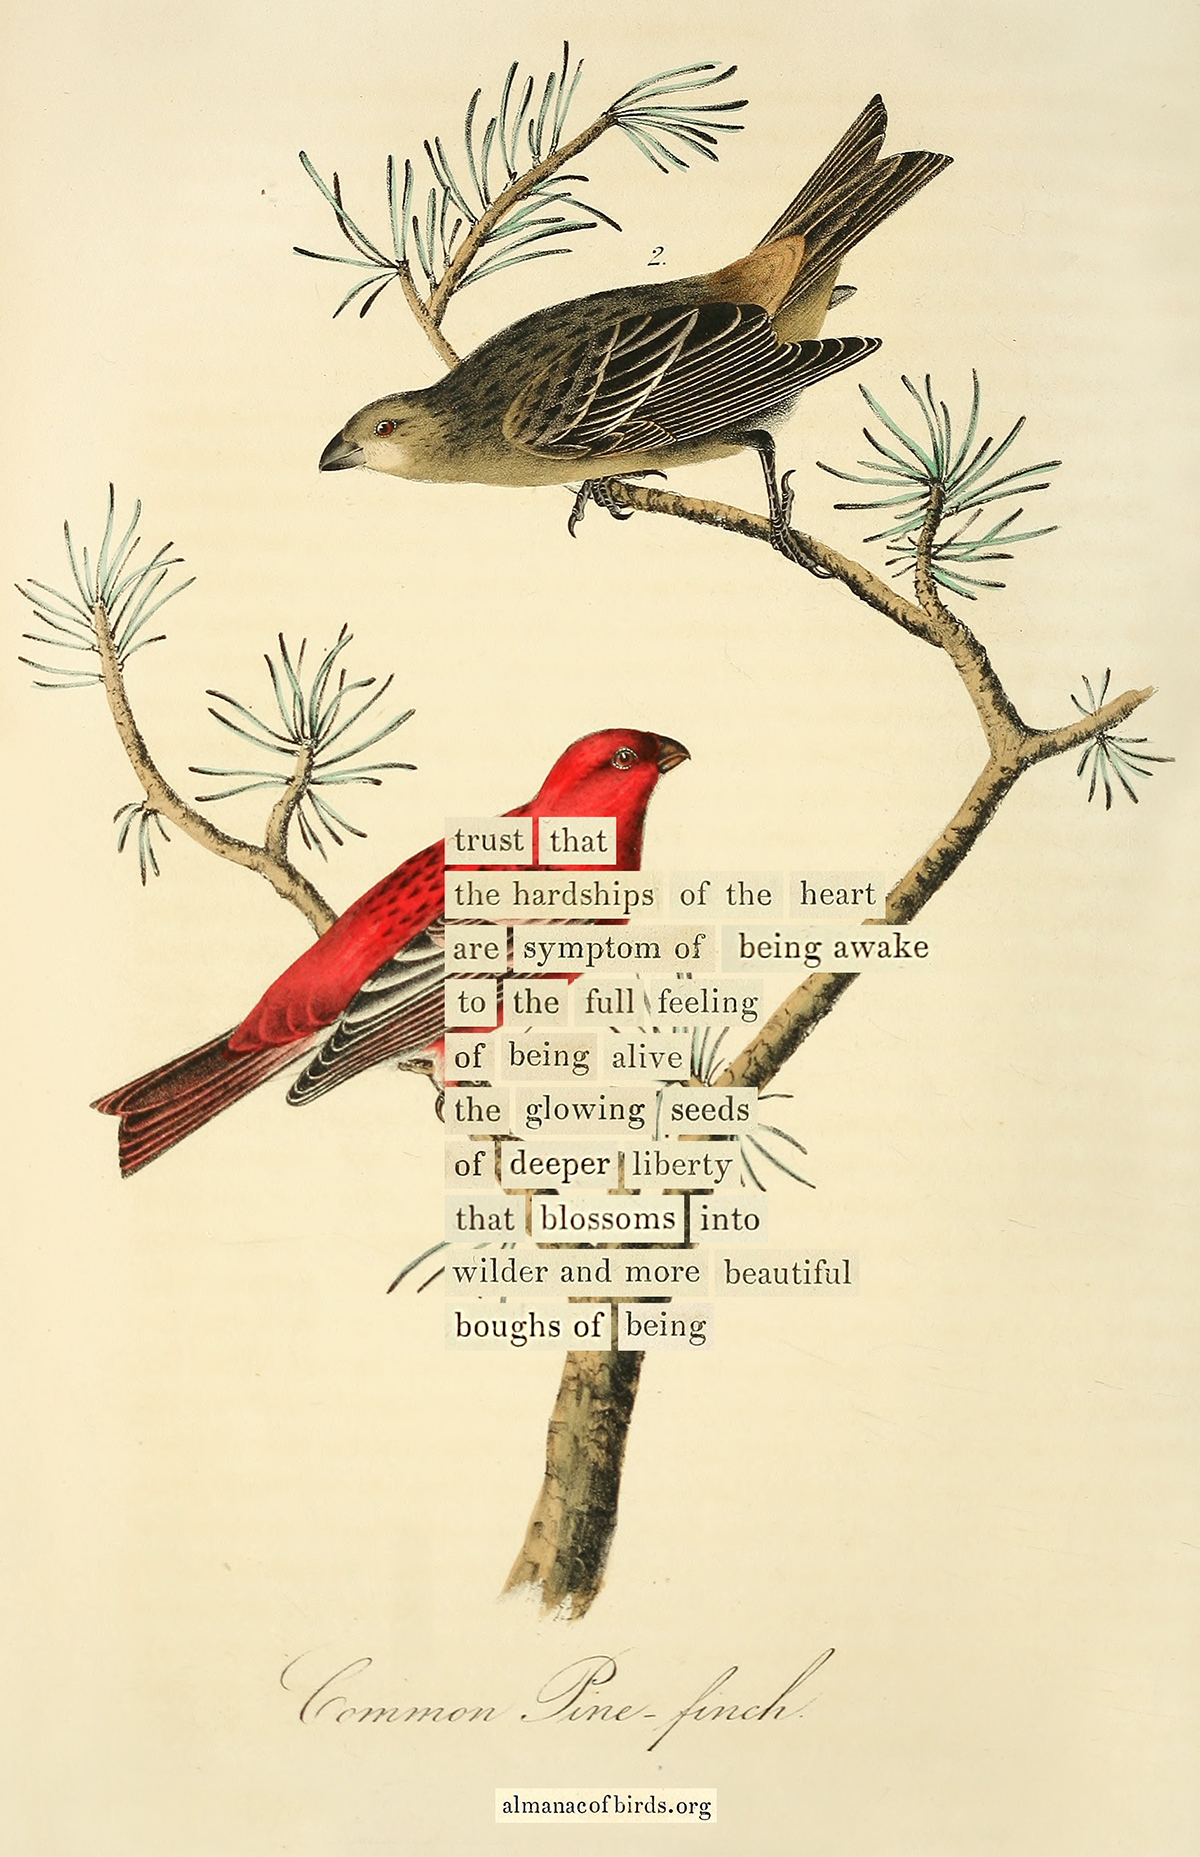 2.
trust that
the hardships of the heart
are symptom of being awake
to the full feeling
of being alive
the glowing seeds
of deeper liberty
that blossoms into
wilder and more beautiful
boughs of being
Common Pine-finch.
almanacofbirds.org